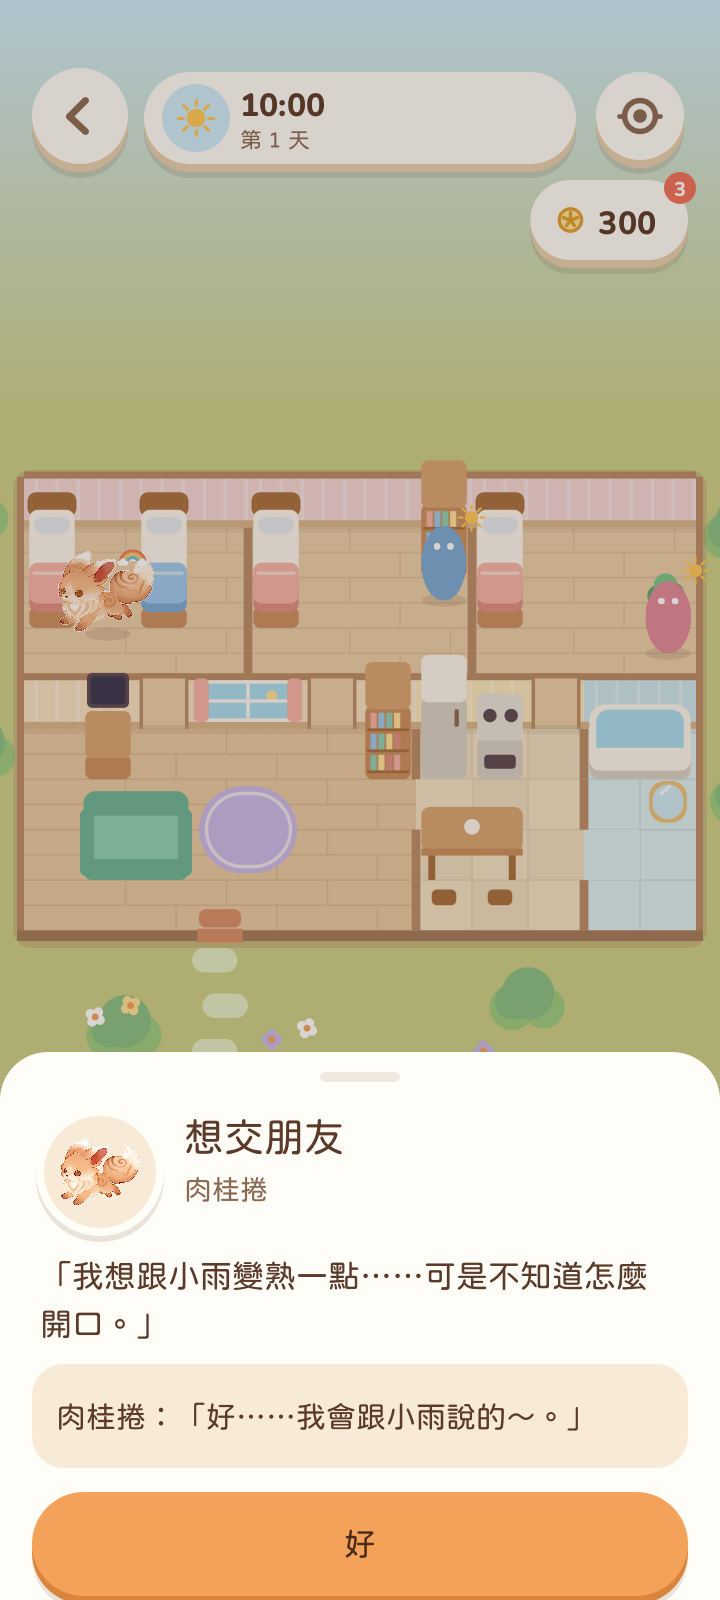 10:00
第 1 天
3
300
想交朋友
肉桂捲
「我想跟小雨變熟一點……可是不知道怎麼
開口。」
肉桂捲：「好……我會跟小雨說的～。」
好